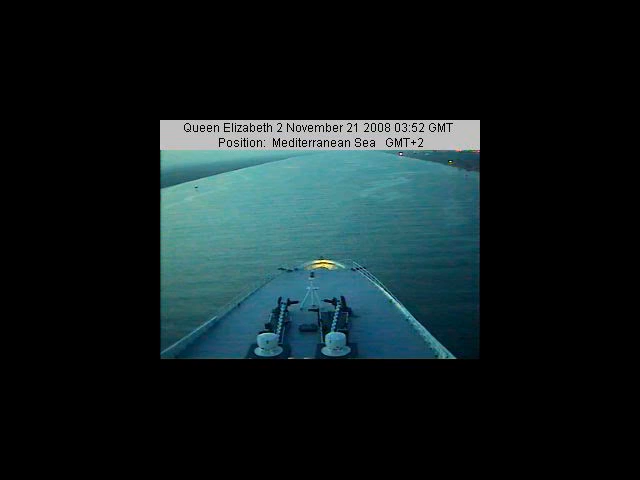 Queen Elizabeth 2 November 21 2008 03:52 GMT
Position: Mediterranean Sea GMT+2